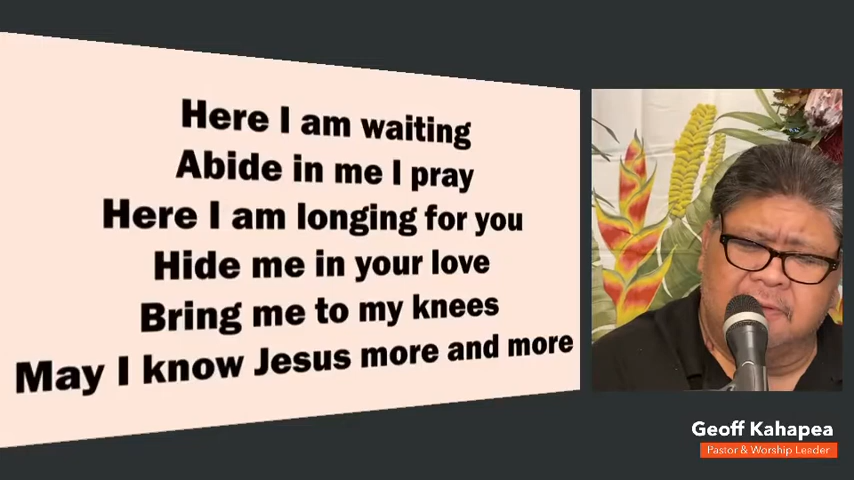 Here I am waiting
Abide in me I pray
Here I am longing for you
Hide me in your love
Bring me to my knees
May I know Jesus more and more
Geoff Kahapea
Pastor & Worship Leader